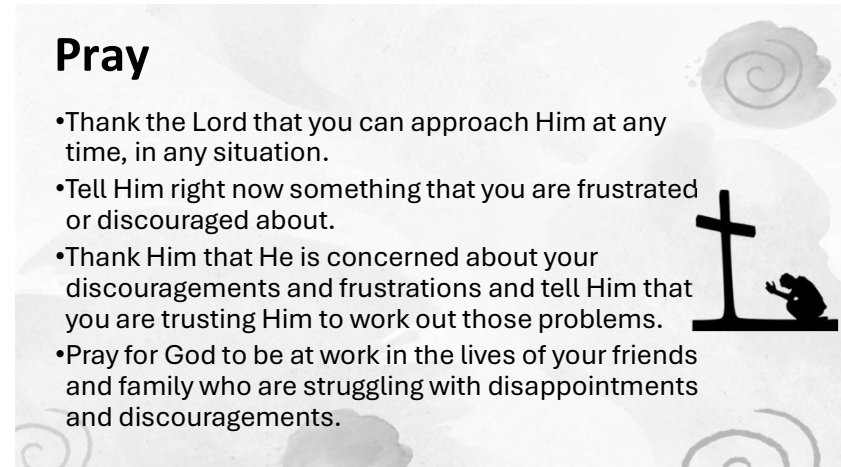 Pray
•Thank the Lord that you can approach Him at any
time, in any situation.
•Tell Him right now something that you are frustrated
or discouraged about.
•Thank Him that He is concerned about your
discouragements and frustrations and tell Him that
you are trusting Him to work out those problems.
•Pray for God to be at work in the lives of your friends
and family who are struggling with disappointments
and discouragements.